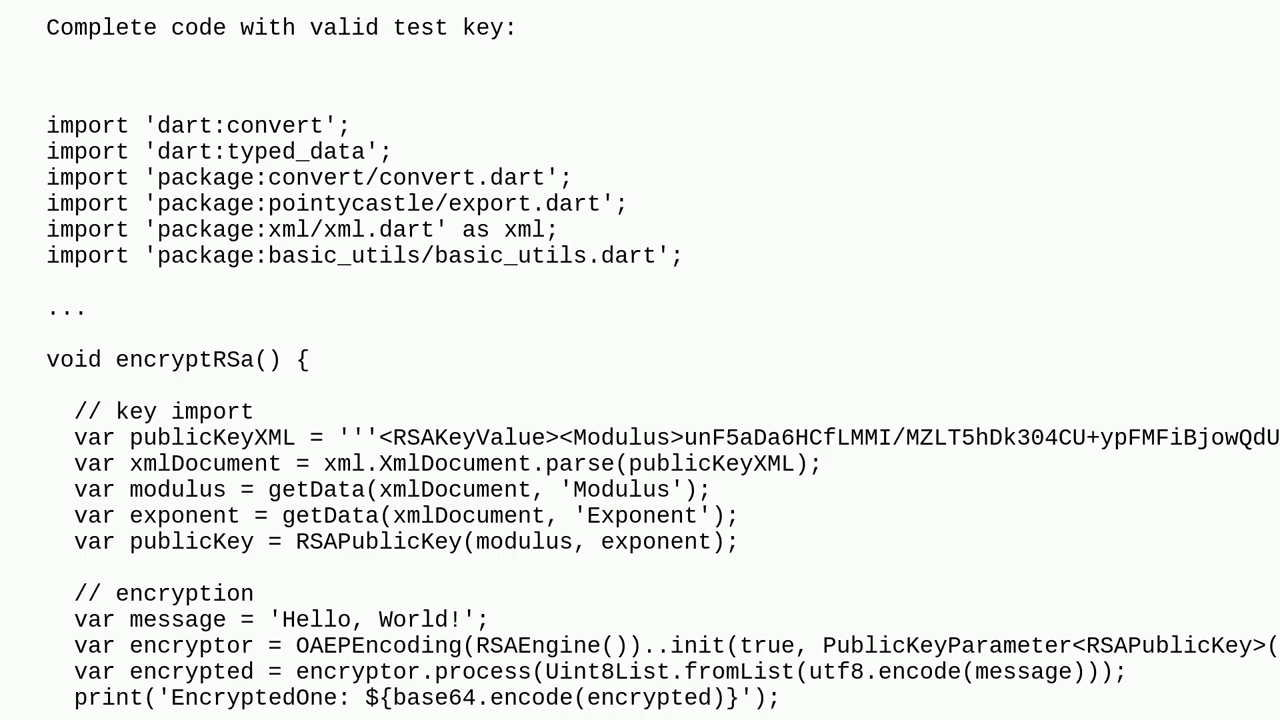 Complete code with valid test key:
import 'dart:convert';
import 'dart:typed_data';
import 'package:convert/convert.dart';
import 'package:pointycastle/export.dart';
import 'package:xml/xml.dart' as xml;
import 'package:basic_utils/basic_utils.dart';
...
void encryptRSa() {
// key import
var publicKeyXML = '''<RSAKeyValue><Modulus>unF5aDa6HCfLMMI/MZLT5hDk304CU+ypFMFiBjowQdU
var xmlDocument = xml.XmlDocument.parse(publicKeyXML);
var modulus = getData(xmlDocument, 'Modulus');
var exponent = getData(xmlDocument, 'Exponent');
var publicKey = RSAPublicKey(modulus, exponent);
// encryption
var message = 'Hello, World!';
var encryptor = OAEPEncoding(RSAEngine())..init(true, PublicKeyParameter<RSAPublicKey>(
var encrypted = encryptor.process(Uint8List.fromList(utf8.encode(message)));
print('EncryptedOne: ${base64.encode(encrypted)}');